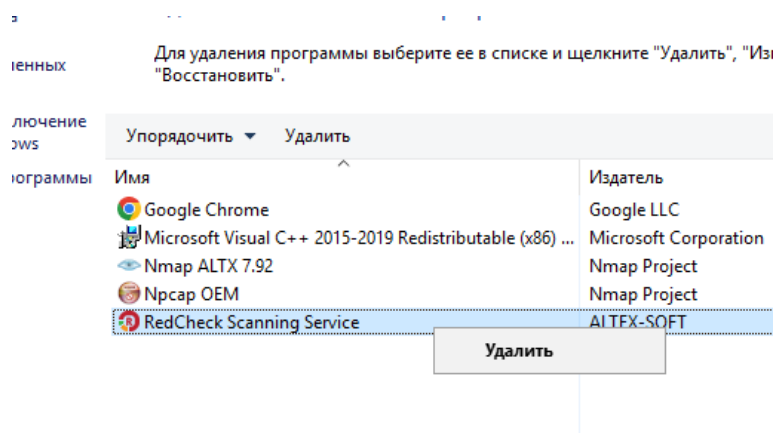 Для удаления программы выберите ее в списке и щелкните "Удалить", "Из
"Восстановить".
ленных
лючение
ows
рограммы
Упорядочить Удалить
Имя Издатель
Google Chrome Google LLC
Microsoft Visual C++ 2015-2019 Redistributable (x86) ... Microsoft Corporation
Nmap ALTX 7.92 Nmap Project
Npcap OEM Nmap Project
RedCheck Scanning Service ALTEX-SOFT
Удалить